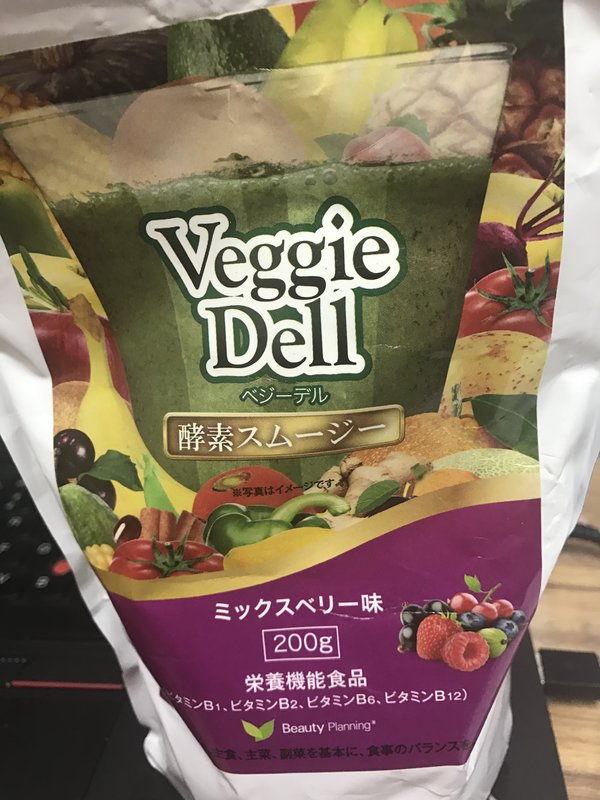 Veggie
Dell
ベジーデル
酵素スムージー
※写真はイメージです。
ミックスベリー味
200g
栄養機能食品
ビタミンB1、ビタミンB2、ビタミンB6、ビタミンB12）
Beauty Planning®
主食、主菜、副菜を基本に、食事のバランスを